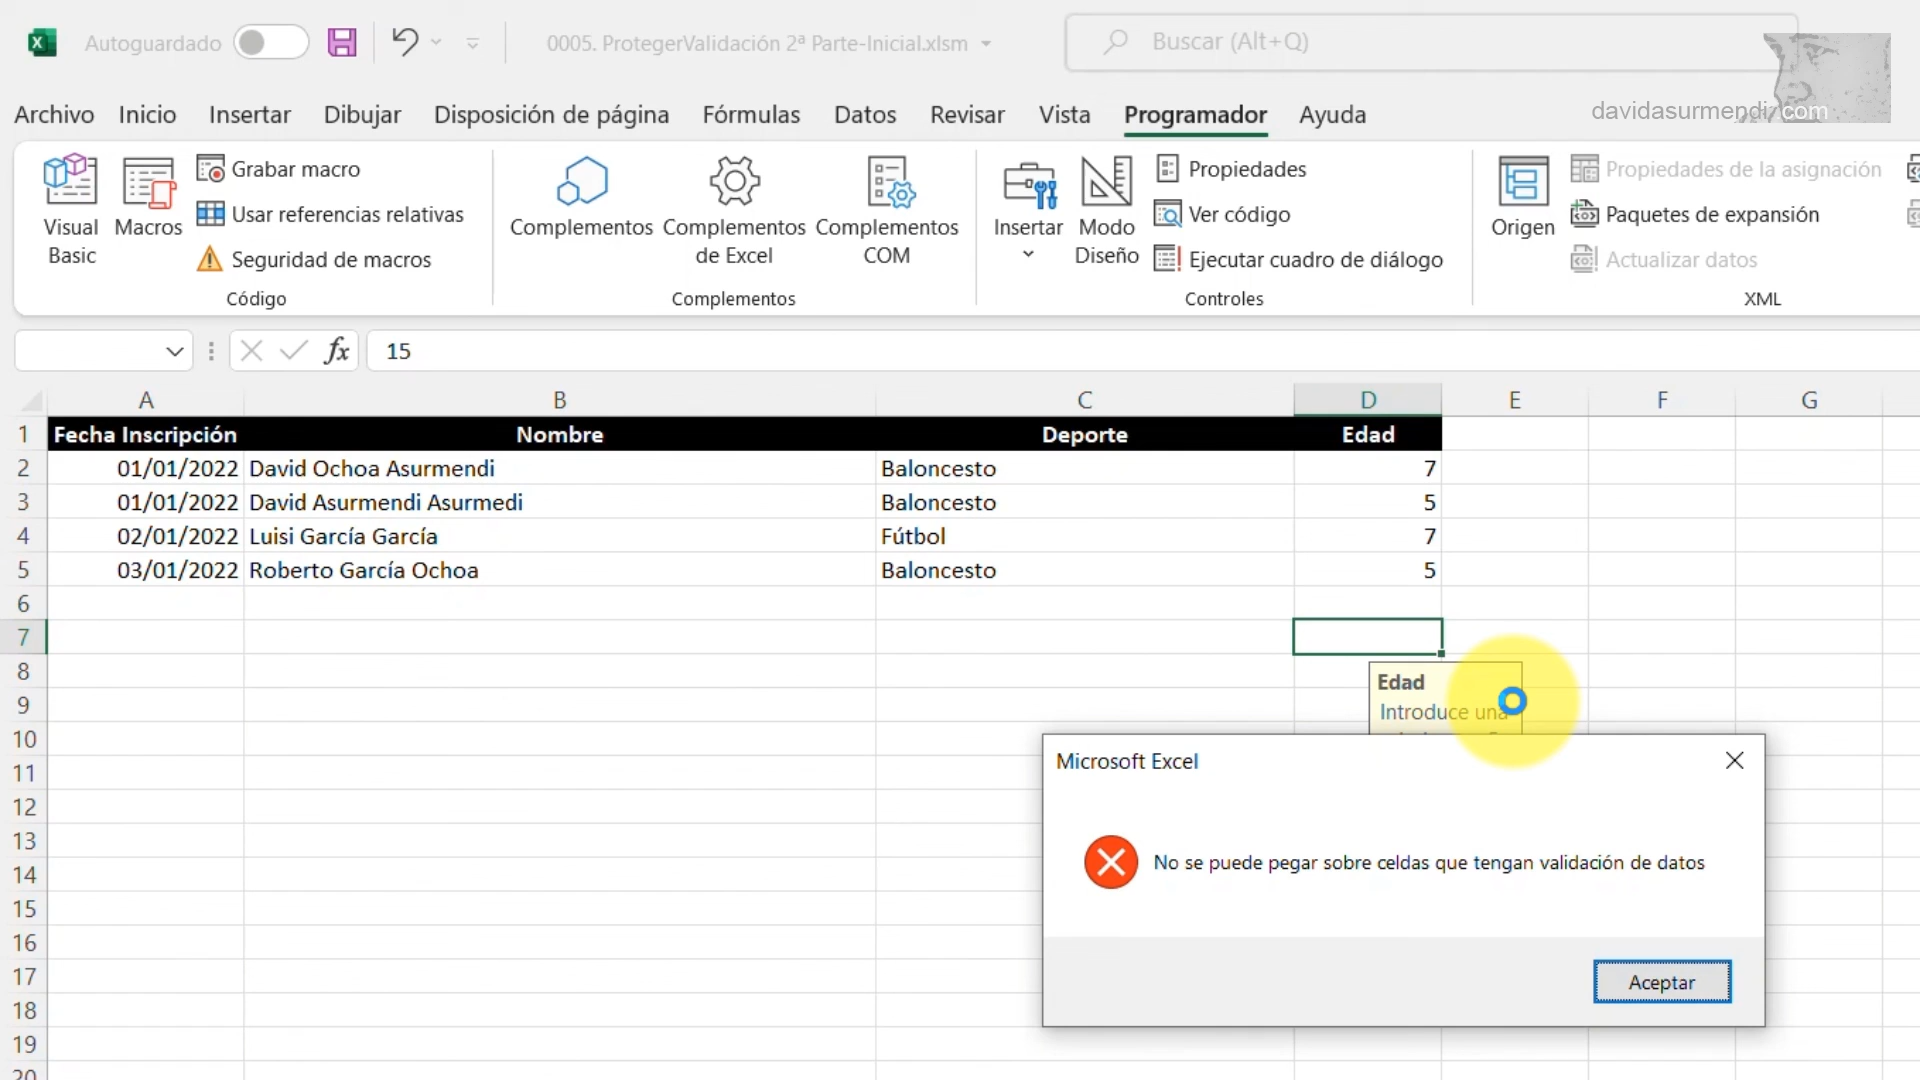 Autoguardado
0005. ProtegerValidación 2ª Parte-Inicial.xlsm
Buscar (Alt+Q)
davidasurmendi.com
Archivo Inicio Insertar Dibujar Disposición de página Fórmulas Datos Revisar Vista Programador Ayuda
Visual Basic
Macros
Grabar macro
Usar referencias relativas
Seguridad de macros
Código
Complementos
Complementos de Excel
Complementos COM
Complementos
Insertar
Modo Diseño
Propiedades
Ver código
Ejecutar cuadro de diálogo
Controles
Origen
Propiedades de la asignación
Paquetes de expansión
Actualizar datos
XML
fx 15
A B C D E F G
1 Fecha Inscripción Nombre Deporte Edad
2 01/01/2022 David Ochoa Asurmendi Baloncesto 7
3 01/01/2022 David Asurmendi Asurmedi Baloncesto 5
4 02/01/2022 Luisi García García Fútbol 7
5 03/01/2022 Roberto García Ochoa Baloncesto 5
6
7
8
Edad
9
Introduce una
10
Microsoft Excel
11
12
13
No se puede pegar sobre celdas que tengan validación de datos
14
15
16
17
Aceptar
18
19
20